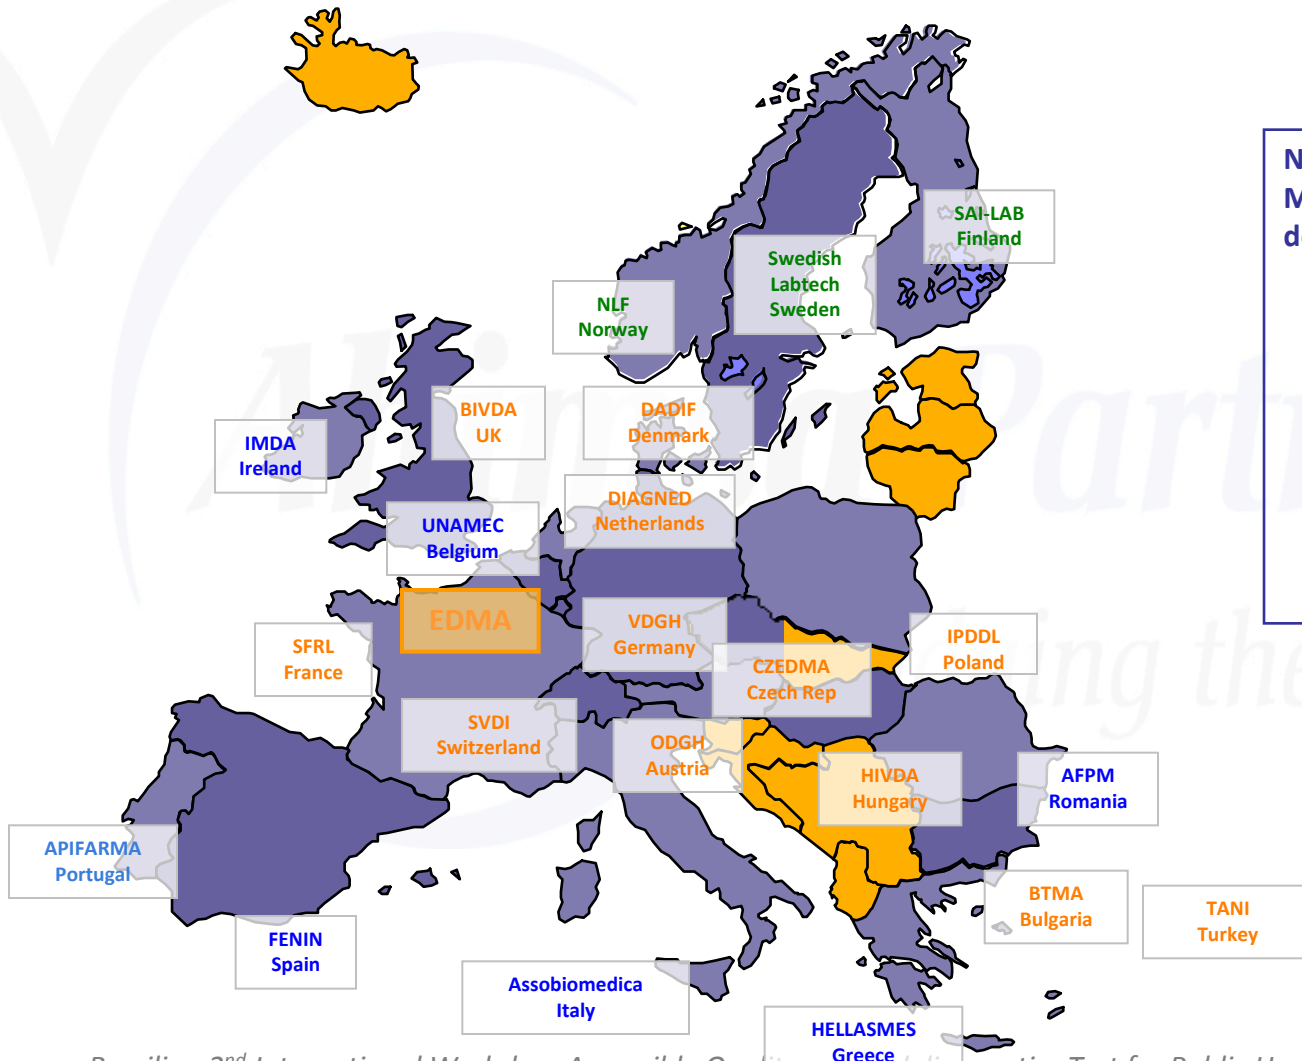 N
M
d
SAI-LAB
Finland
Swedish
Labtech
Sweden
NLF
Norway
BIVDA
UK
DADIF
Denmark
IMDA
Ireland
DIAGNED
Netherlands
UNAMEC
Belgium
EDMA
VDGH
Germany
IPDDL
Poland
SFRL
France
CZEDMA
Czech Rep
SVDI
Switzerland
ODGH
Austria
HIVDA
Hungary
AFPM
Romania
APIFARMA
Portugal
BTMA
Bulgaria
TANI
Turkey
FENIN
Spain
Assobiomedica
Italy
HELLASMES
Greece